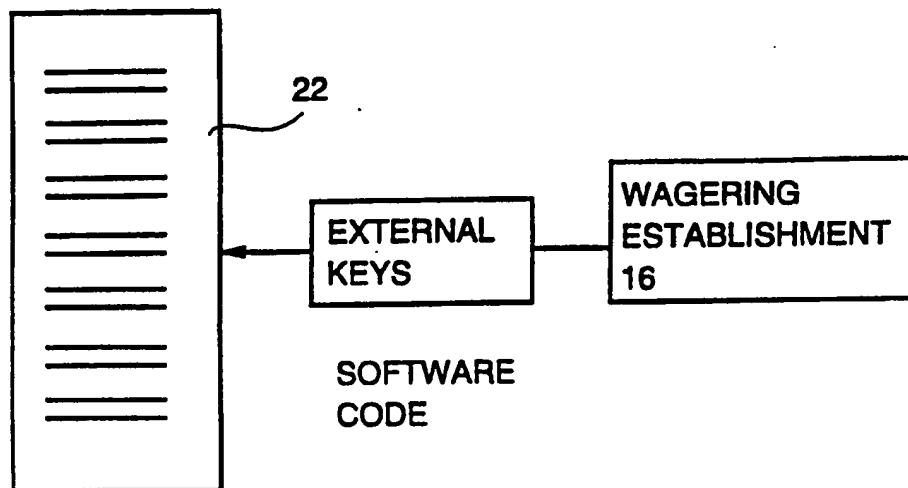 22
EXTERNAL
KEYS
WAGERING
ESTABLISHMENT
16
SOFTWARE
CODE